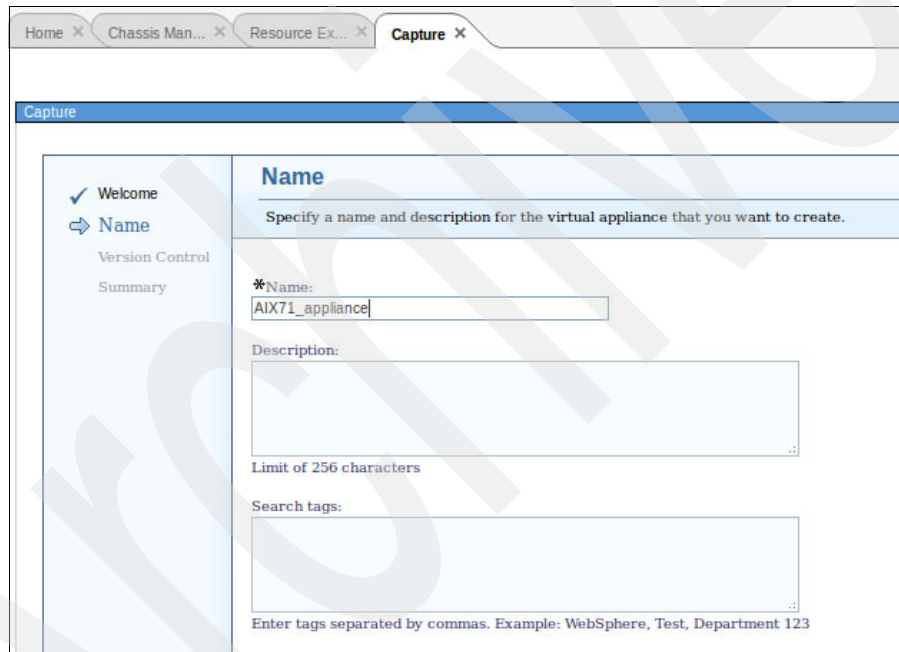 Home × Chassis Man... × Resource Ex... × Capture ×
Capture
Welcome
Name
Version Control
Summary
Name
Specify a name and description for the virtual appliance that you want to create.
*Name:
AIX71_appliance
Description:
Limit of 256 characters
Search tags:
Enter tags separated by commas. Example: WebSphere, Test, Department 123